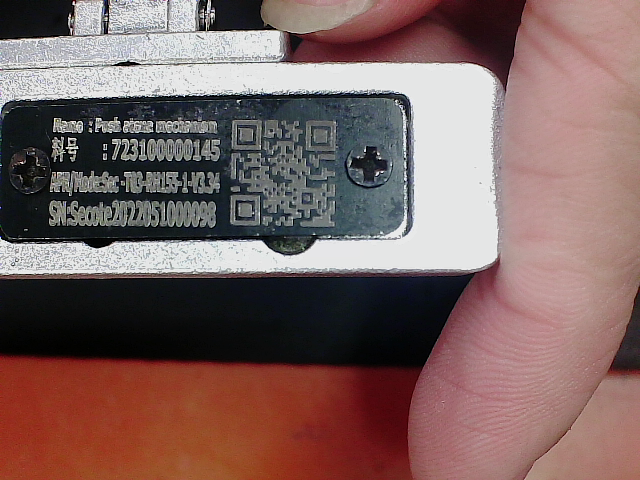 Name : Push stone mechanism
料号 : 723100000145
SN:Secote2022051000098